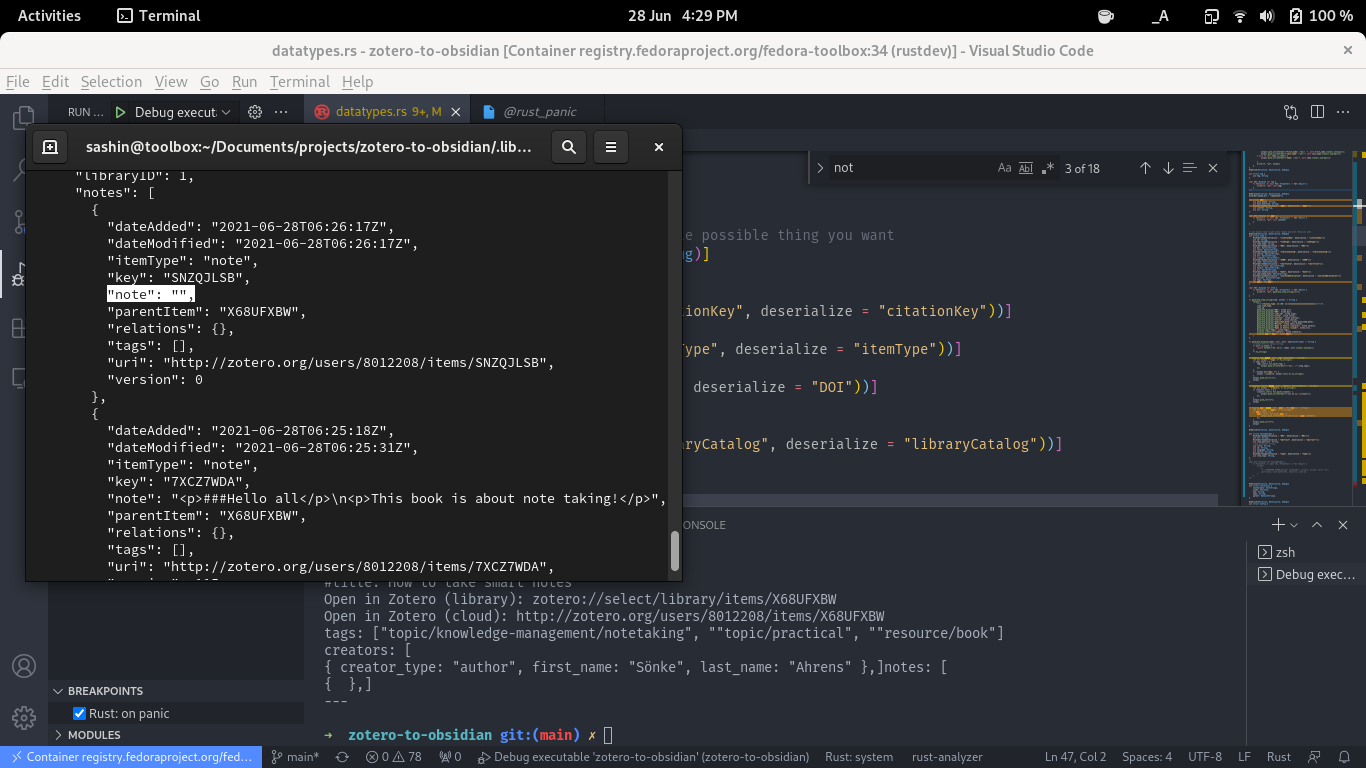 Activities
Terminal
28 Jun 4:29 PM
_A
100 %
datatypes.rs - zotero-to-obsidian [Container registry.fedoraproject.org/fedora-toolbox:34 (rustdev)] - Visual Studio Code
File Edit Selection View Go Run Terminal Help
RUN ...
Debug execut
datatypes.rs 9+, M
@rust_panic
sashin@toolbox:~/Documents/projects/zotero-to-obsidian/.lib...
not
Aa Abl .*
3 of 18
"libraryID": 1,
"notes": [
{
"dateAdded": "2021-06-28T06:26:17Z",
"dateModified": "2021-06-28T06:26:17Z",
"itemType": "note",
"key": "SNZQJLSB",
"note": "",
"parentItem": "X68UFXBW",
"relations": {},
"tags": [],
"uri": "http://zotero.org/users/8012208/items/SNZQJLSB",
"version": 0
},
{
"dateAdded": "2021-06-28T06:25:18Z",
"dateModified": "2021-06-28T06:25:31Z",
"itemType": "note",
"key": "7XCZ7WDA",
"note": "<p>###Hello all</p>\n<p>This book is about note taking!</p>",
"parentItem": "X68UFXBW",
"relations": {},
"tags": [],
"uri": "http://zotero.org/users/8012208/items/7XCZ7WDA",
e possible thing you want
g)]
ionKey", deserialize = "citationKey"))]
Type", deserialize = "itemType"))]
deserialize = "DOI"))]
aryCatalog", deserialize = "libraryCatalog"))]
CONSOLE
zsh
Debug exec...
#title: How to take smart notes
Open in Zotero (library): zotero://select/library/items/X68UFXBW
Open in Zotero (cloud): http://zotero.org/users/8012208/items/X68UFXBW
tags: ["topic/knowledge-management/notetaking", ""topic/practical", ""resource/book"]
creators: [
{ creator_type: "author", first_name: "Sönke", last_name: "Ahrens" },]notes: [
{  },]
---
→ zotero-to-obsidian git:(main) ✗
BREAKPOINTS
Rust: on panic
MODULES
Container registry.fedoraproject.org/fed...
main*
0
78
0
Debug executable 'zotero-to-obsidian' (zotero-to-obsidian)
Rust: system
rust-analyzer
Ln 47, Col 2
Spaces: 4
UTF-8
LF
Rust